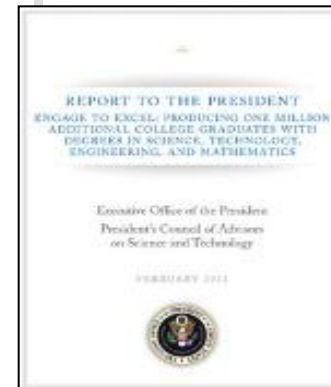 REPORT TO THE PRESIDENT
ENGAGE TO EXCEL: PRODUCING ONE MILLION
ADDITIONAL COLLEGE GRADUATES WITH
DEGREES IN SCIENCE, TECHNOLOGY,
ENGINEERING, AND MATHEMATICS
Executive Office of the President
President's Council of Advisors
on Science and Technology
FEBRUARY 2012